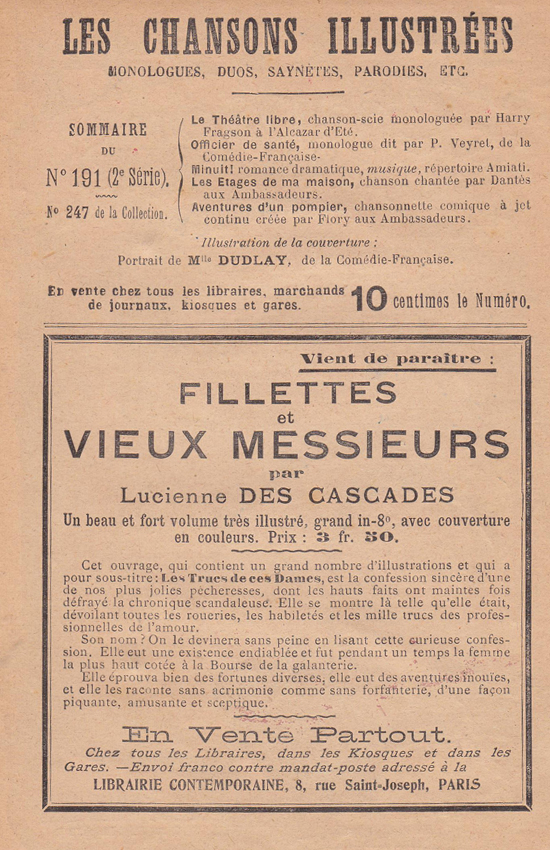 LES CHANSONS ILLUSTRÉES
MONOLOGUES, DUOS, SAYNÈTES, PARODIES, ETC.
SOMMAIRE
DU
Nº 191 (2e Série).
Nº 247 de la Collection.
Le Théâtre libre, chanson-scie monologuée par Harry
Fragson à l'Alcazar d'Eté.
Officier de santé, monologue dit par P. Veyret, de la
Comédie-Française.
Minuit! romance dramatique, musique, répertoire Amiati.
Les Etages de ma maison, chanson chantée par Dantès
aux Ambassadeurs.
Aventures d'un pompier, chansonnette comique à jet
continu créée par Flory aux Ambassadeurs.
Illustration de la couverture :
Portrait de Mlle DUDLAY, de la Comédie-Française.
En vente chez tous les libraires, marchands
de journaux, kiosques et gares.
10 centimes le Numéro.
Vient de paraître :
FILLETTES
et
VIEUX MESSIEURS
par
Lucienne DES CASCADES
Un beau et fort volume très illustré, grand in-8º, avec couverture
en couleurs. Prix : 3 fr. 50.
Cet ouvrage, qui contient un grand nombre d'illustrations et qui a
pour sous-titre : Les Trucs de ces Dames, est la confession sincère d'une
de nos plus jolies pécheresses, dont les hauts faits ont maintes fois
défrayé la chronique scandaleuse. Elle se montre là telle qu'elle était,
dévoilant toutes les roueries, les habiletés et les mille trucs des profes-
sionnelles de l'amour.
Son nom ? On le devinera sans peine en lisant cette curieuse confes-
sion. Elle eut une existence endiablée et fut pendant un temps la femme
la plus haut cotée à la Bourse de la galanterie.
Elle éprouva bien des fortunes diverses, elle eut des aventures inouïes,
et elle les raconte sans acrimonie comme sans forfanterie, d'une façon
piquante, amusante et sceptique.
En Vente Partout.
Chez tous les Libraires, dans les Kiosques et dans les
Gares. — Envoi franco contre mandat-poste adressé à la
LIBRAIRIE CONTEMPORAINE, 8, rue Saint-Joseph, PARIS